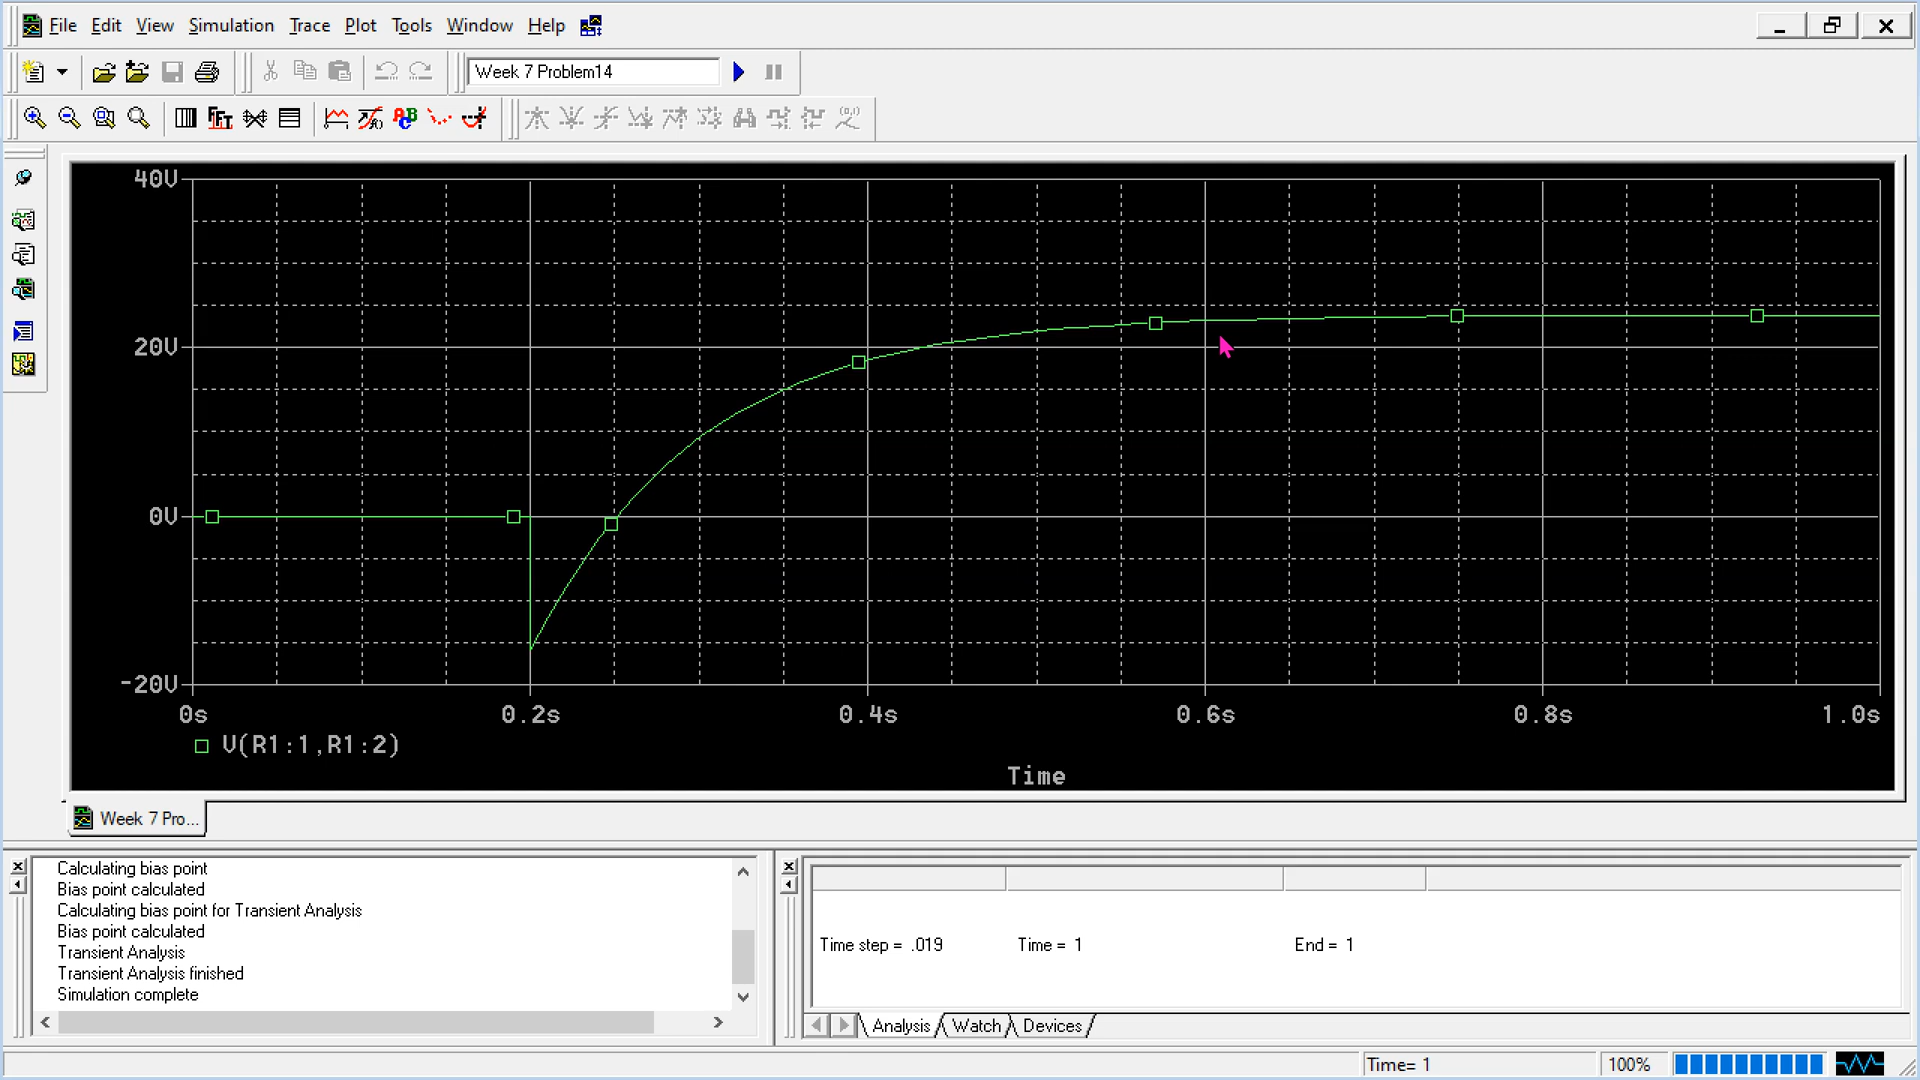 File Edit View Simulation Trace Plot Tools Window Help
Week 7 Problem14
40V
20V
0V
-20V
0s 0.2s 0.4s 0.6s 0.8s 1.0s
V(R1:1,R1:2)
Time
Week 7 Pro...
Calculating bias point
Bias point calculated
Calculating bias point for Transient Analysis
Bias point calculated
Transient Analysis
Transient Analysis finished
Simulation complete
Time step = .019 Time = 1 End = 1
Analysis Watch Devices
Time= 1 100%